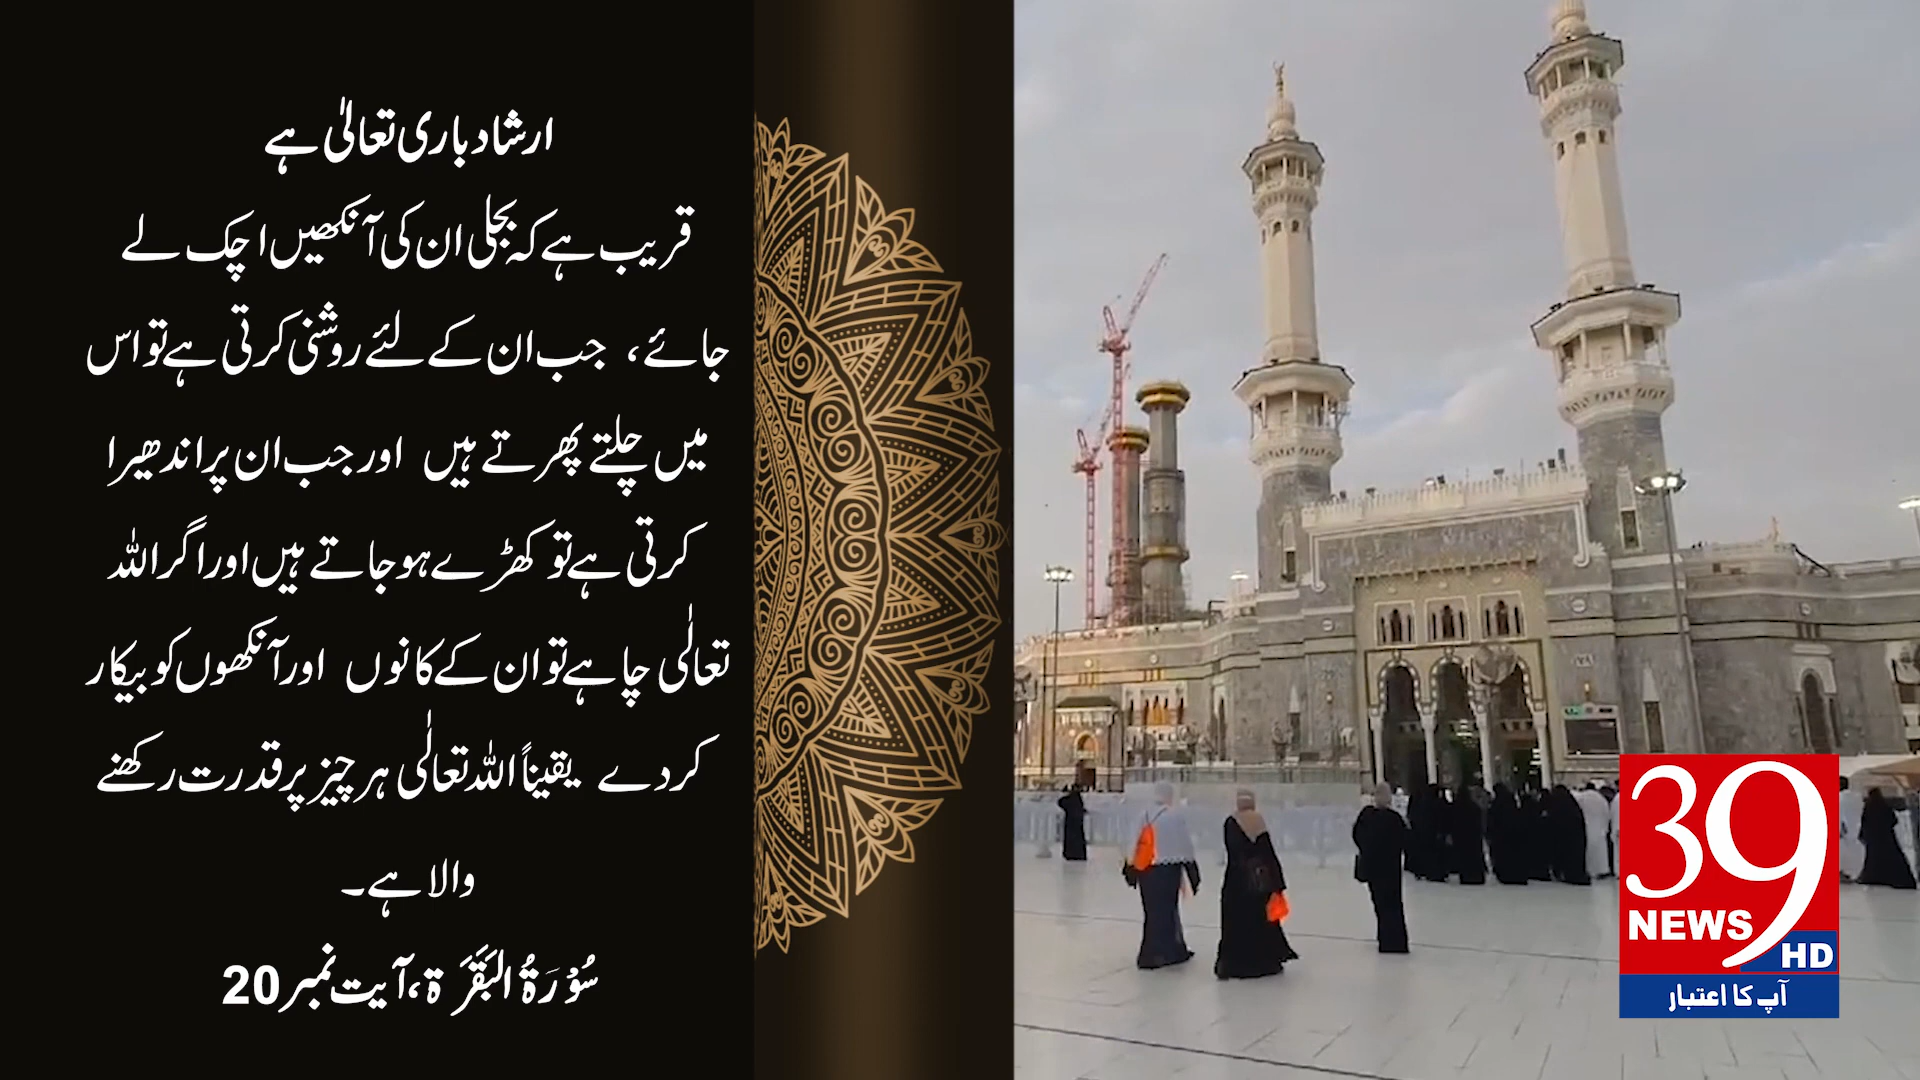 ارشاد باری تعالیٰ ہے
قریب ہے کہ بجلی ان کی آنکھیں اچک لے
جائے، جب ان کے لئے روشنی کرتی ہے تو اس
میں چلتے پھرتے ہیں اور جب ان پر اندھیرا
کرتی ہے تو کھڑے ہو جاتے ہیں اور اگر اللہ
تعالٰی چاہے تو ان کے کانوں اور آنکھوں کو بیکار
کردے یقیناً اللہ تعالٰی ہر چیز پر قدرت رکھنے
والا ہے۔
سُوۡرَةُ الۡبَقَرَة، آیت نمبر 20
39
NEWS
HD
آپ کا اعتبار